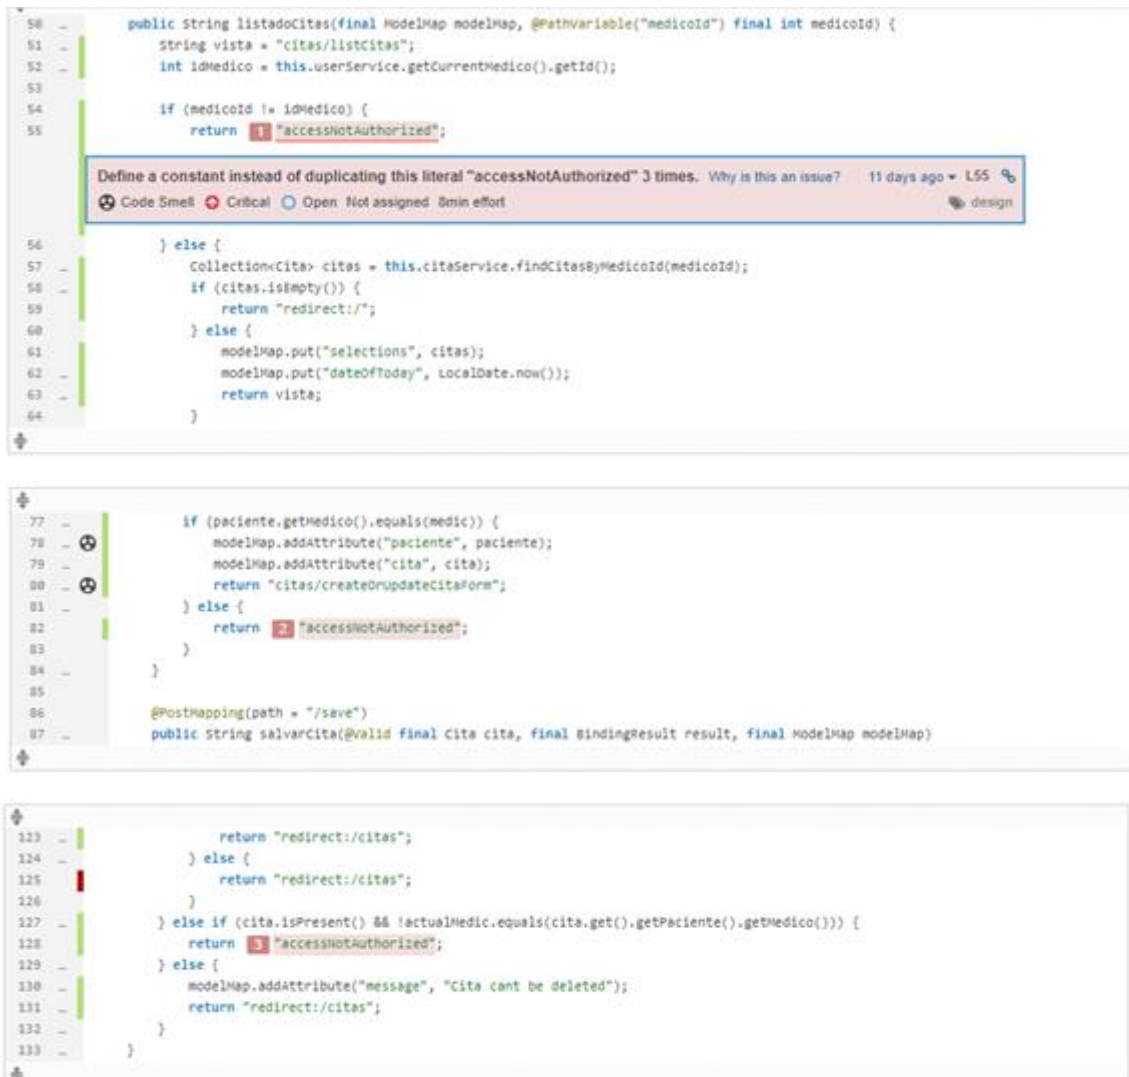 50 public String listadoCitas(final ModelMap modelMap, @PathVariable("medicoId") final int medicoId) {
51 String vista = "citas/listCitas";
52 int idMedico = this.userService.getCurrentMedico().getId();
53
54 if (medicoId != idMedico) {
55 return 1 "accessNotAuthorized";
Define a constant instead of duplicating this literal "accessNotAuthorized" 3 times. Why is this an issue? 11 days ago L55
Code Smell Critical Open Not assigned 8min effort design
56 } else {
57 Collection<Cita> citas = this.citaService.findCitasByMedicoId(medicoId);
58 if (citas.isEmpty()) {
59 return "redirect:/";
60 } else {
61 modelMap.put("selections", citas);
62 modelMap.put("dateOfToday", LocalDate.now());
63 return vista;
64 }
77 if (paciente.getMedico().equals(medic)) {
78 modelMap.addAttribute("paciente", paciente);
79 modelMap.addAttribute("cita", cita);
80 return "citas/createOrUpdateCitaForm";
81 } else {
82 return 2 "accessNotAuthorized";
83 }
84 }
85
86 @PostMapping(path = "/save")
87 public String salvarCita(@Valid final Cita cita, final BindingResult result, final ModelMap modelMap)
123 return "redirect:/citas";
124 } else {
125 return "redirect:/citas";
126 }
127 } else if (cita.isPresent() && !actualMedic.equals(cita.get().getPaciente().getMedico())) {
128 return 3 "accessNotAuthorized";
129 } else {
130 modelMap.addAttribute("message", "Cita cant be deleted");
131 return "redirect:/citas";
132 }
133 }